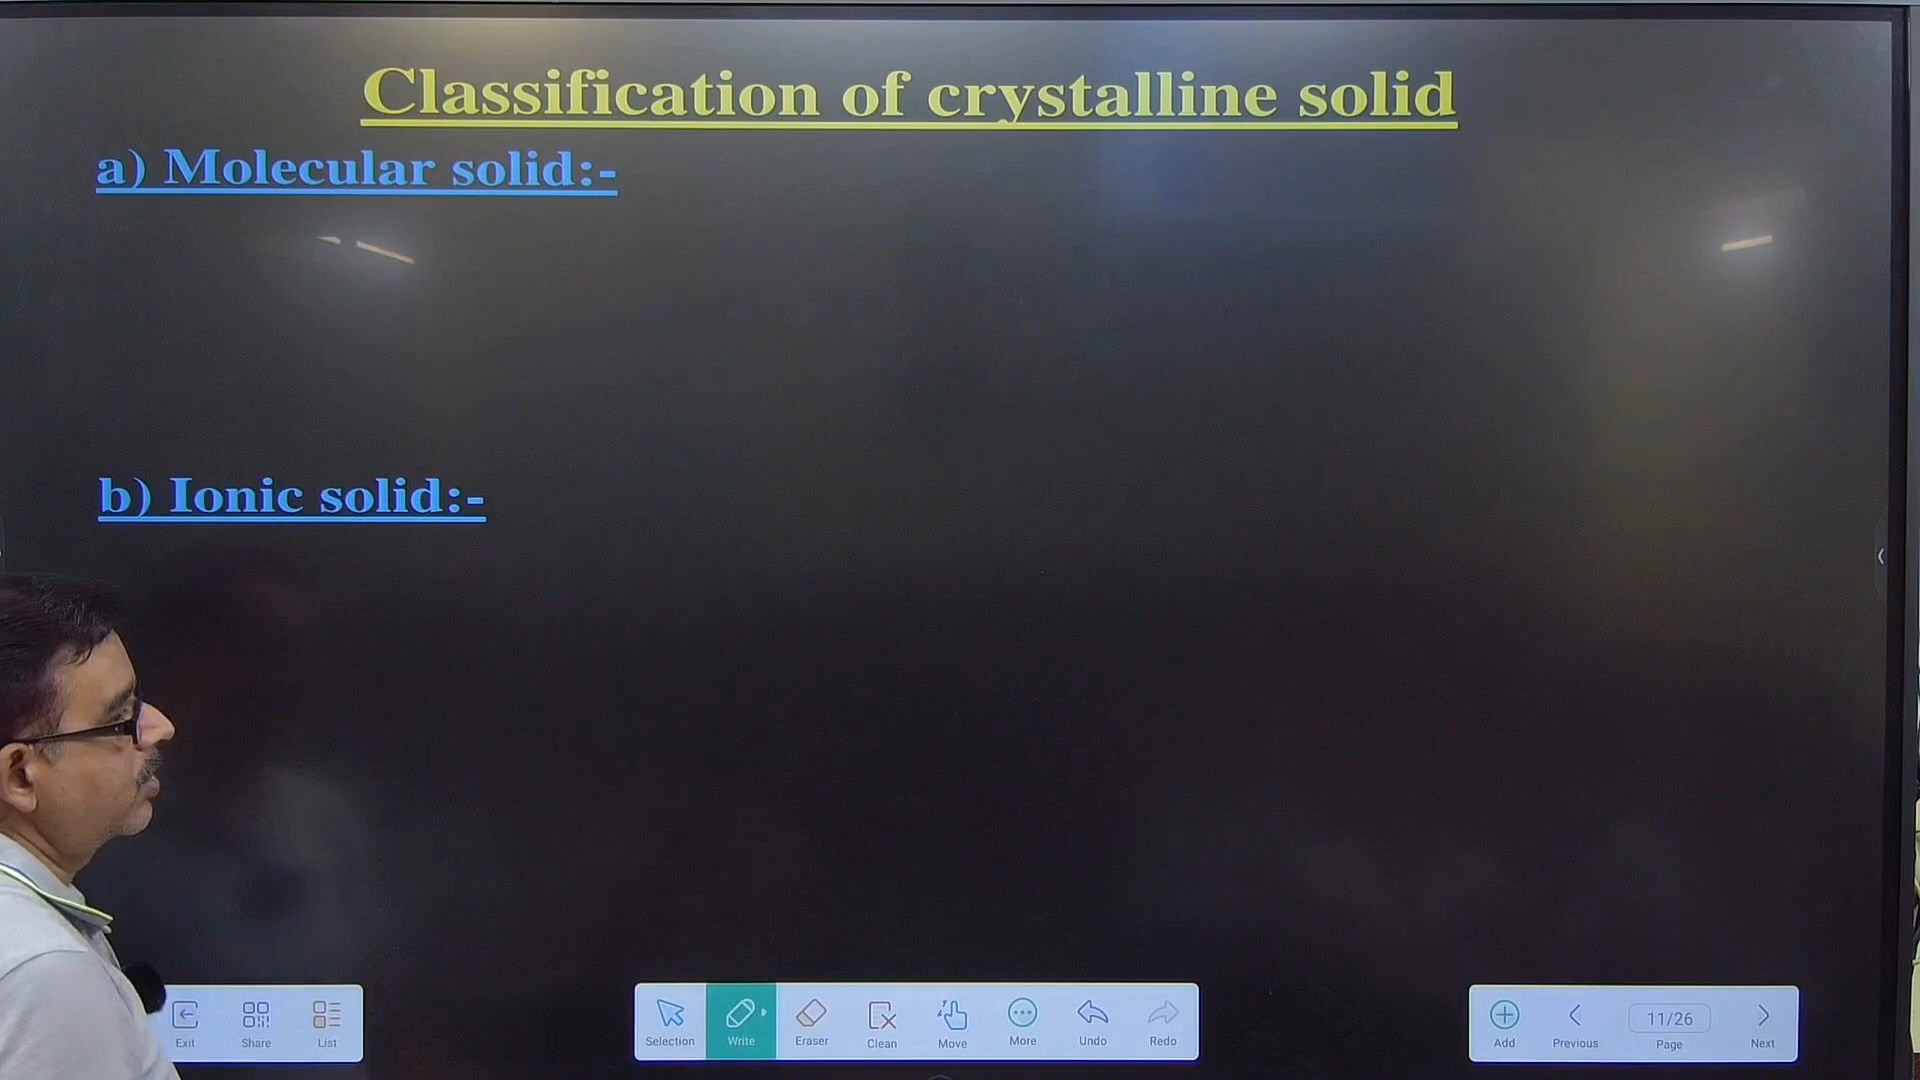 Classification of crystalline solid
a) Molecular solid:-
b) Ionic solid:-
Exit Share List
Selection Write Eraser Clean Move More Undo Redo
Add Previous 11/26 Page Next